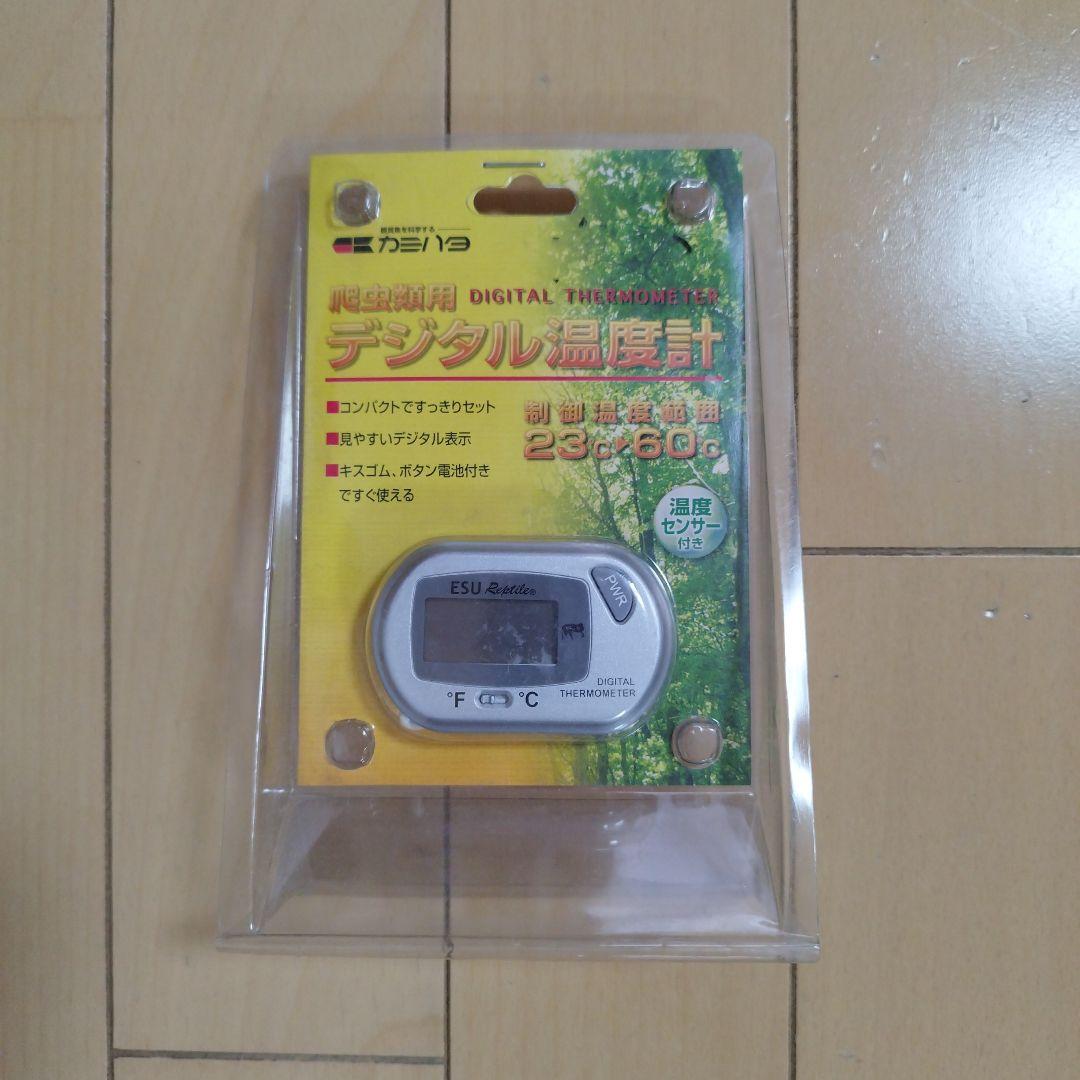 観賞魚を科学する
カミハタ
爬虫類用 DIGITAL THERMOMETER
デジタル温度計
■コンパクトですっきりセット
■見やすいデジタル表示
■キスゴム、ボタン電池付き
ですぐ使える
制御温度範囲
23℃▶60℃
温度
センサー
付き
ESU Reptile®
PWR
°F °C
DIGITAL
THERMOMETER